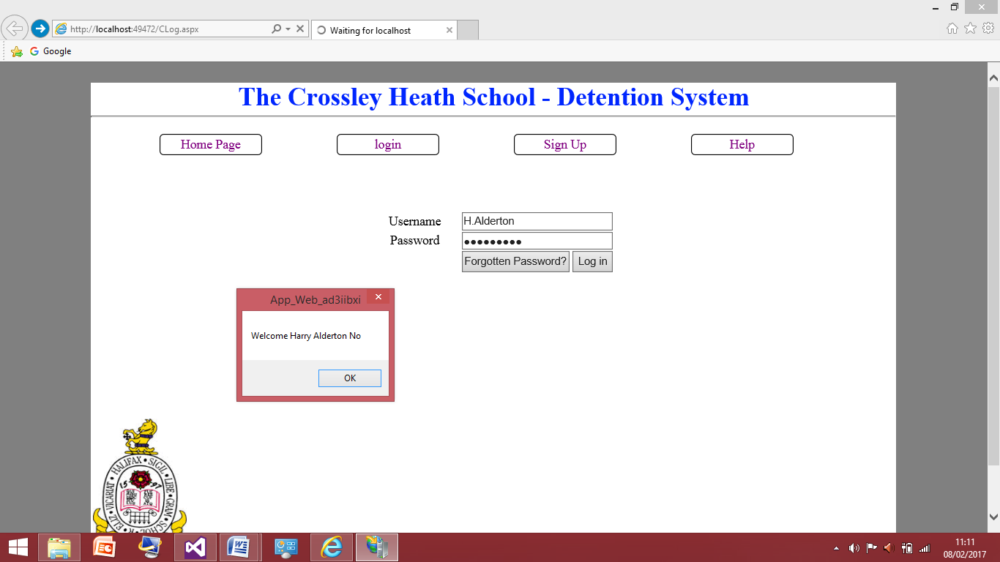 http://localhost:49472/CLog.aspx
Waiting for localhost
Google
The Crossley Heath School - Detention System
Home Page
login
Sign Up
Help
Username
H.Alderton
Password
Forgotten Password?
Log in
App_Web_ad3iibxi
Welcome Harry Alderton No
OK
VICARIAT • HALIFAX • SIGIL • LIBE • GRAM • SCHOL • R • ELIZ •
15 97
11:11
08/02/2017